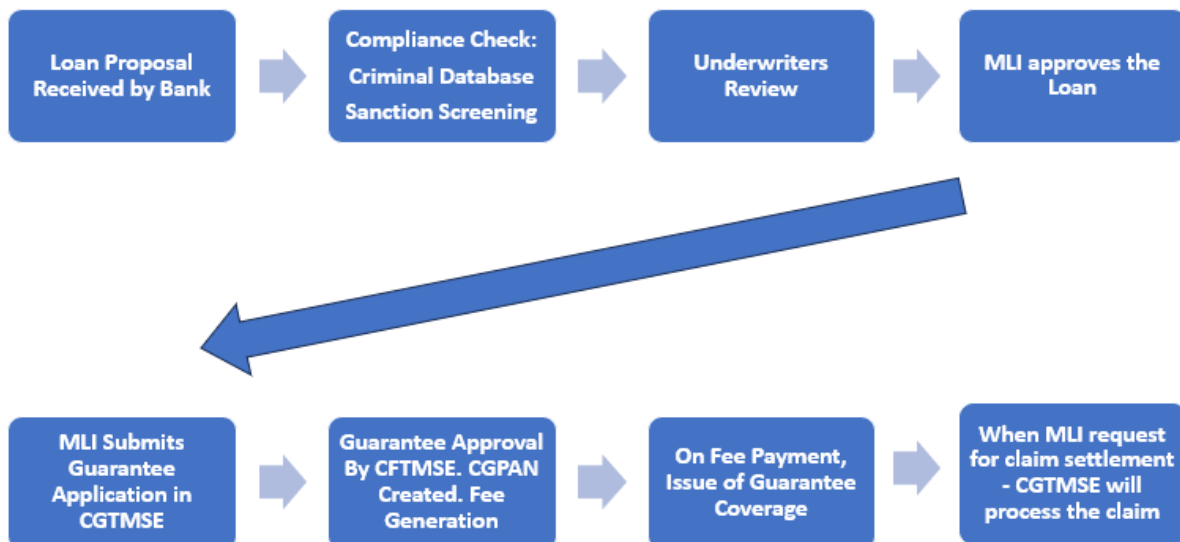 Loan Proposal
Received by Bank
Compliance Check:
Criminal Database
Sanction Screening
Underwriters
Review
MLI approves the
Loan
MLI Submits
Guarantee
Application in
CGTMSE
Guarantee Approval
By CFTMSE. CGPAN
Created. Fee
Generation
On Fee Payment,
Issue of Guarantee
Coverage
When MLI request
for claim settlement
- CGTMSE will
process the claim